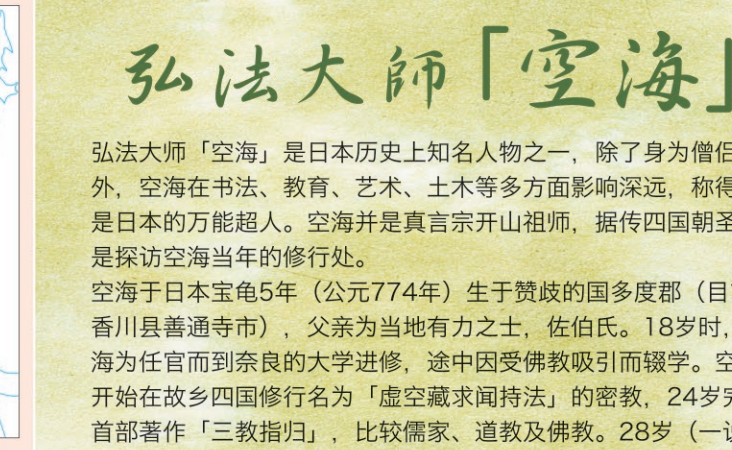 弘法大師「空海」
弘法大师「空海」是日本历史上知名人物之一，除了身为僧侣
外，空海在书法、教育、艺术、土木等多方面影响深远，称得
是日本的万能超人。空海并是真言宗开山祖师，据传四国朝圣
是探访空海当年的修行处。
空海于日本宝龟5年（公元774年）生于赞歧的国多度郡（目
香川县善通寺市），父亲为当地有力之士，佐伯氏。18岁时，
海为任官而到奈良的大学进修，途中因受佛教吸引而辍学。空
开始在故乡四国修行名为「虚空藏求闻持法」的密教，24岁完
首部著作「三教指归」，比较儒家、道教及佛教。28岁（一说